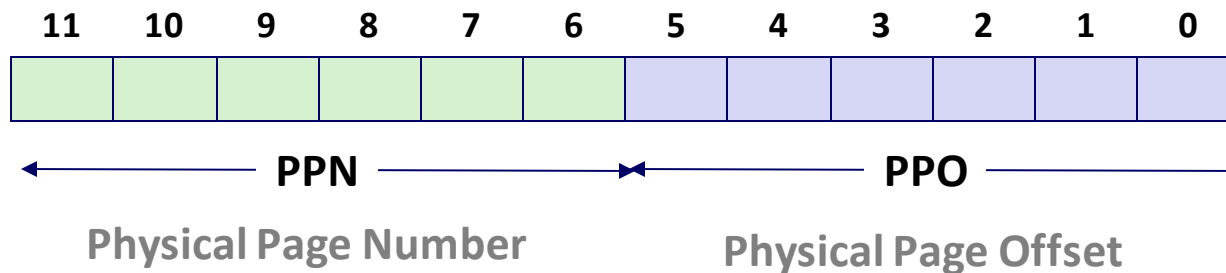 11 10 9 8 7 6 5 4 3 2 1 0
PPN PPO
Physical Page Number Physical Page Offset